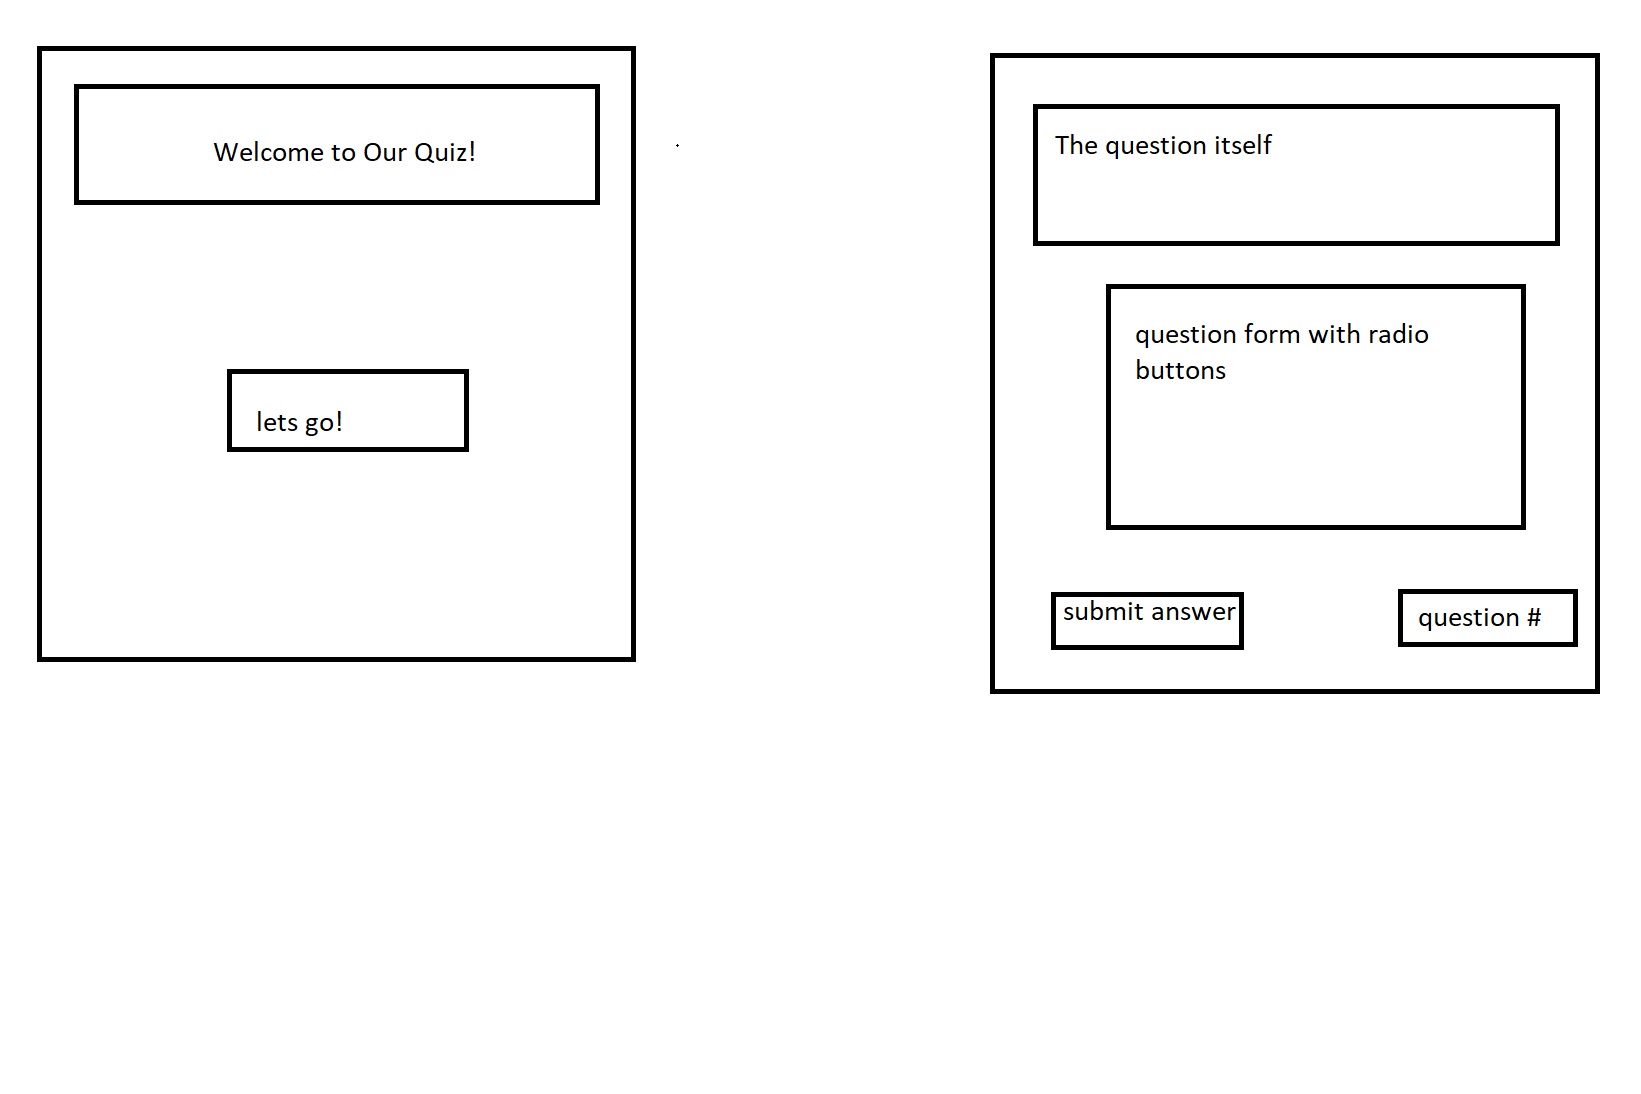 Welcome to Our Quiz!
lets go!
The question itself
question form with radio
buttons
submit answer
question #